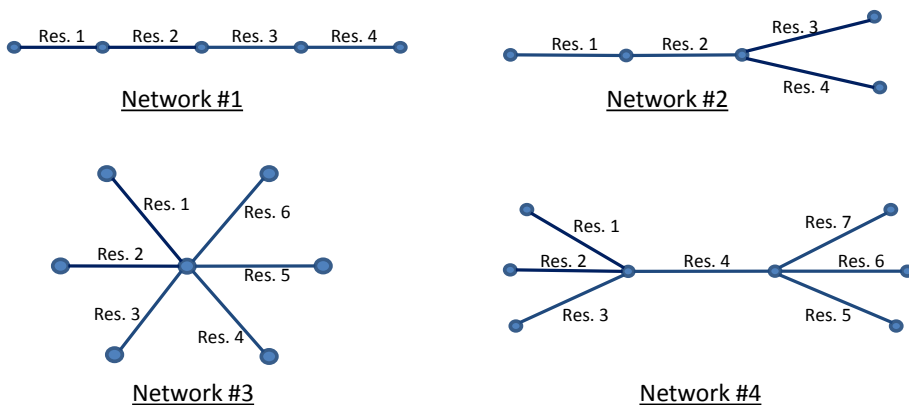 Res. 1 Res. 2 Res. 3 Res. 4
Network #1
Res. 1 Res. 2 Res. 3
Res. 4
Network #2
Res. 1 Res. 6
Res. 2 Res. 5
Res. 3 Res. 4
Network #3
Res. 1 Res. 7
Res. 2 Res. 4 Res. 6
Res. 3 Res. 5
Network #4